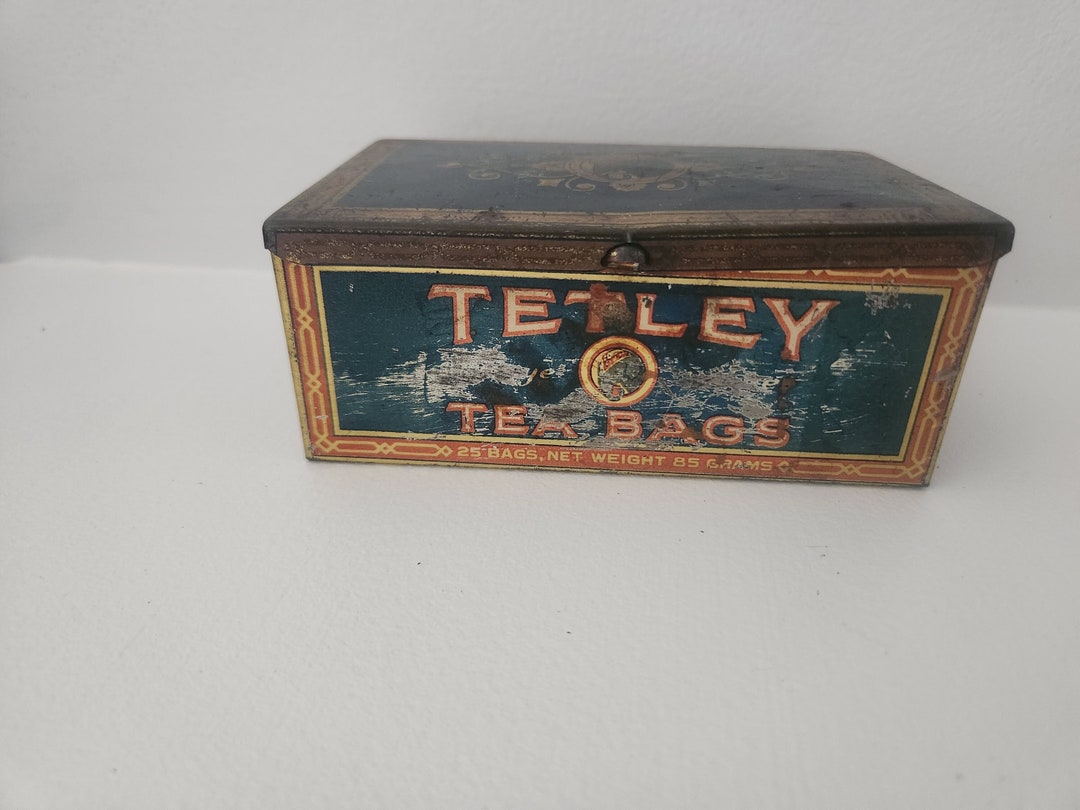 TETLEY
TEA BAGS
25 BAGS, NET WEIGHT 85 GRAMS